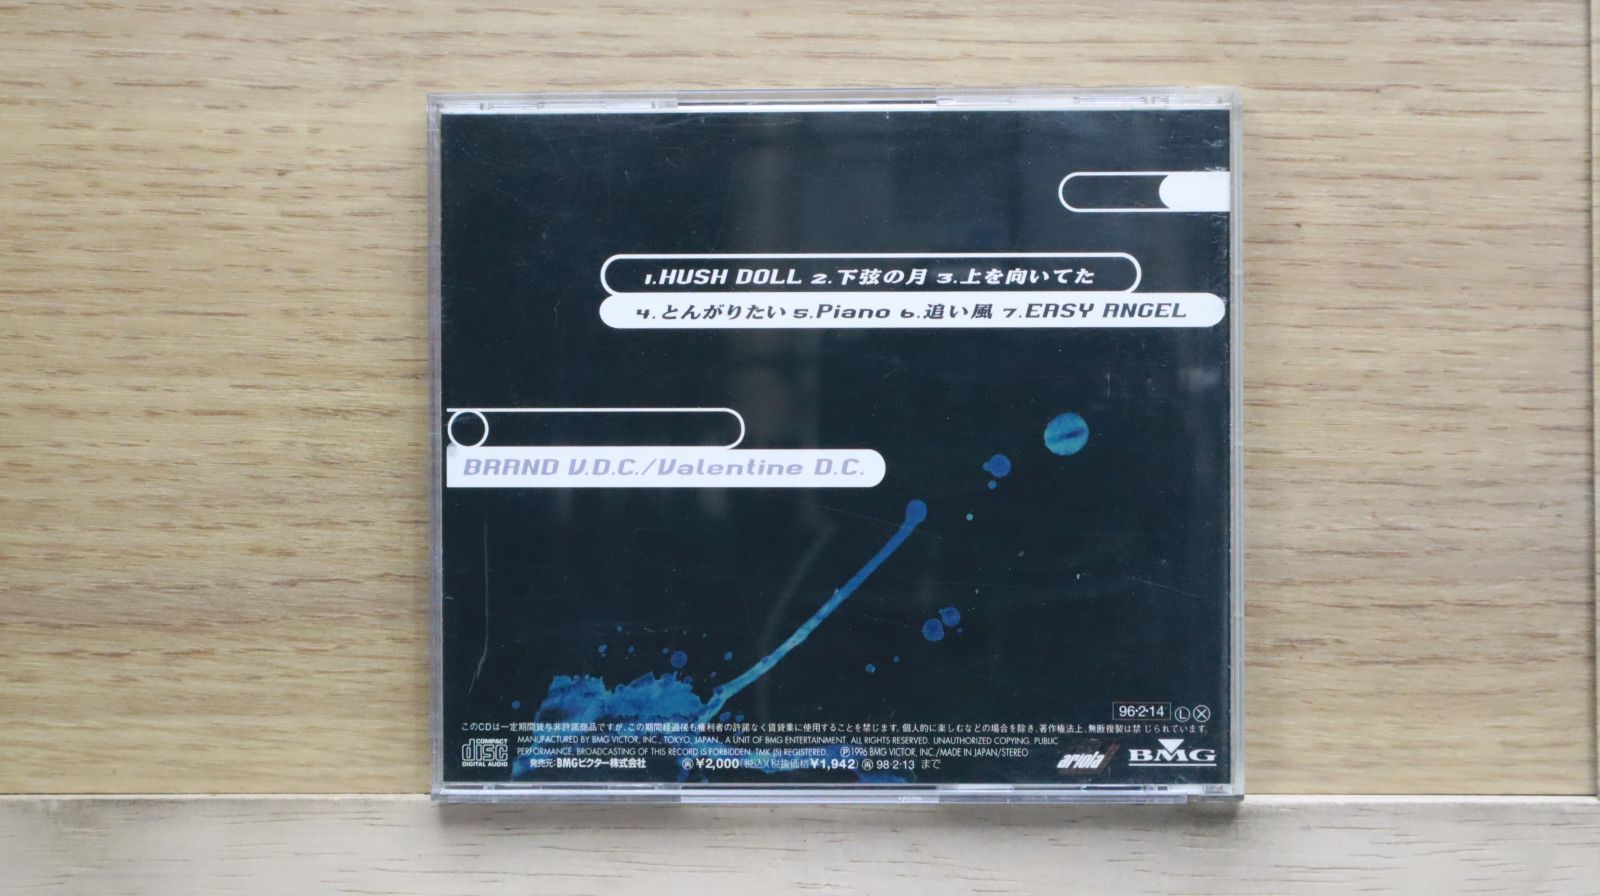 1.HUSH DOLL 2.下弦の月 3.上を向いてた
4.とんがりたい 5.Piano 6.追い風 7.EASY ANGEL
BRAND V.D.C./Valentine D.C.
96・2・14 L X
このCDは一定期間貸与非許諾商品ですが、この期間経過後も権利者の許諾なく賃貸業に使用することを禁じます。個人的に楽しむなどの場合を除き、著作権法上、無断複製は禁じられています。
COMPACT disc DIGITAL AUDIO
MANUFACTURED BY BMG VICTOR, INC., TOKYO, JAPAN., A UNIT OF BMG ENTERTAINMENT. ALL RIGHTS RESERVED. UNAUTHORIZED COPYING. PUBLIC
PERFORMANCE, BROADCASTING OF THIS RECORD IS FORBIDDEN. TMK (S) REGISTERED. ℗1996 BMG VICTOR, INC./MADE IN JAPAN/STEREO
発売元:BMGビクター株式会社 ㊢¥2,000(税込)(税抜価格¥1,942) ㊢98・2・13 まで
ariola
BMG